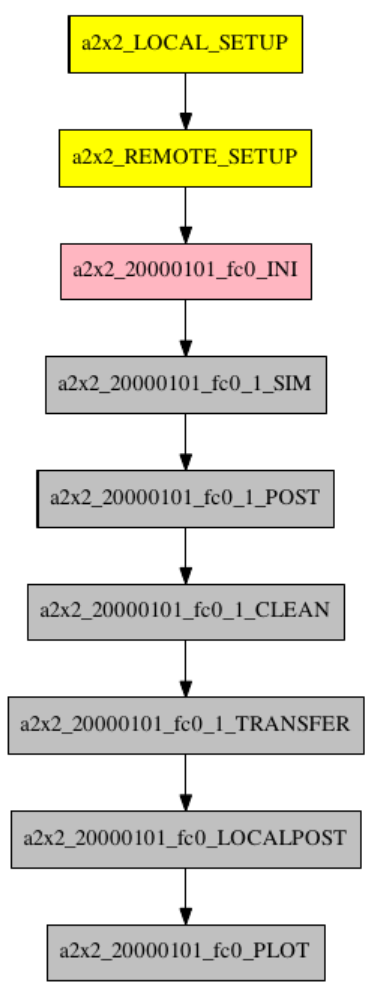 a2x2_LOCAL_SETUP
a2x2_REMOTE_SETUP
a2x2_20000101_fc0_INI
a2x2_20000101_fc0_1_SIM
a2x2_20000101_fc0_1_POST
a2x2_20000101_fc0_1_CLEAN
a2x2_20000101_fc0_1_TRANSFER
a2x2_20000101_fc0_LOCALPOST
a2x2_20000101_fc0_PLOT